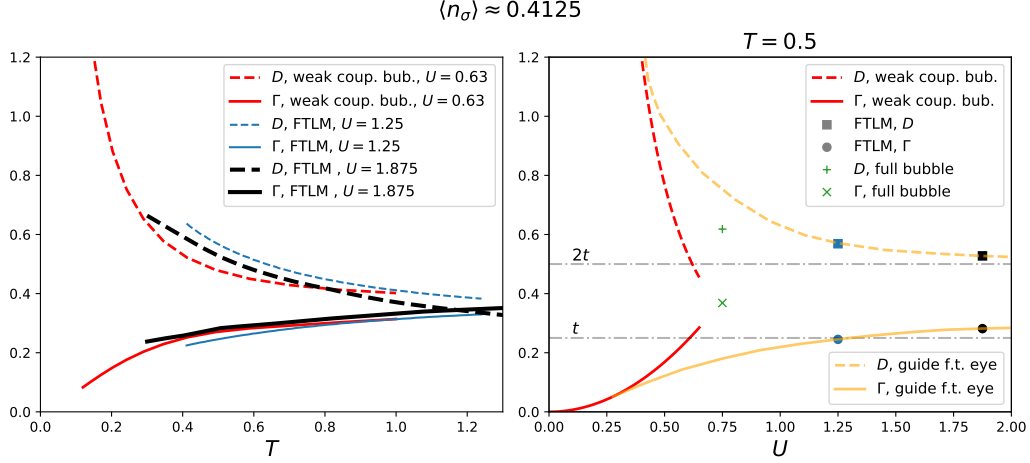 ⟨n_σ⟩ ≈ 0.4125
1.2
1.0
0.8
0.6
0.4
0.2
0.0
0.0 0.2 0.4 0.6 0.8 1.0 1.2
T
D, weak coup. bub., U = 0.63
Γ, weak coup. bub., U = 0.63
D, FTLM, U = 1.25
Γ, FTLM, U = 1.25
D, FTLM , U = 1.875
Γ, FTLM , U = 1.875
T = 0.5
1.2
1.0
0.8
0.6
0.4
0.2
0.0
0.00 0.25 0.50 0.75 1.00 1.25 1.50 1.75 2.00
U
D, weak coup. bub.
Γ, weak coup. bub.
FTLM, D
FTLM, Γ
D, full bubble
Γ, full bubble
2t
t
D, guide f.t. eye
Γ, guide f.t. eye